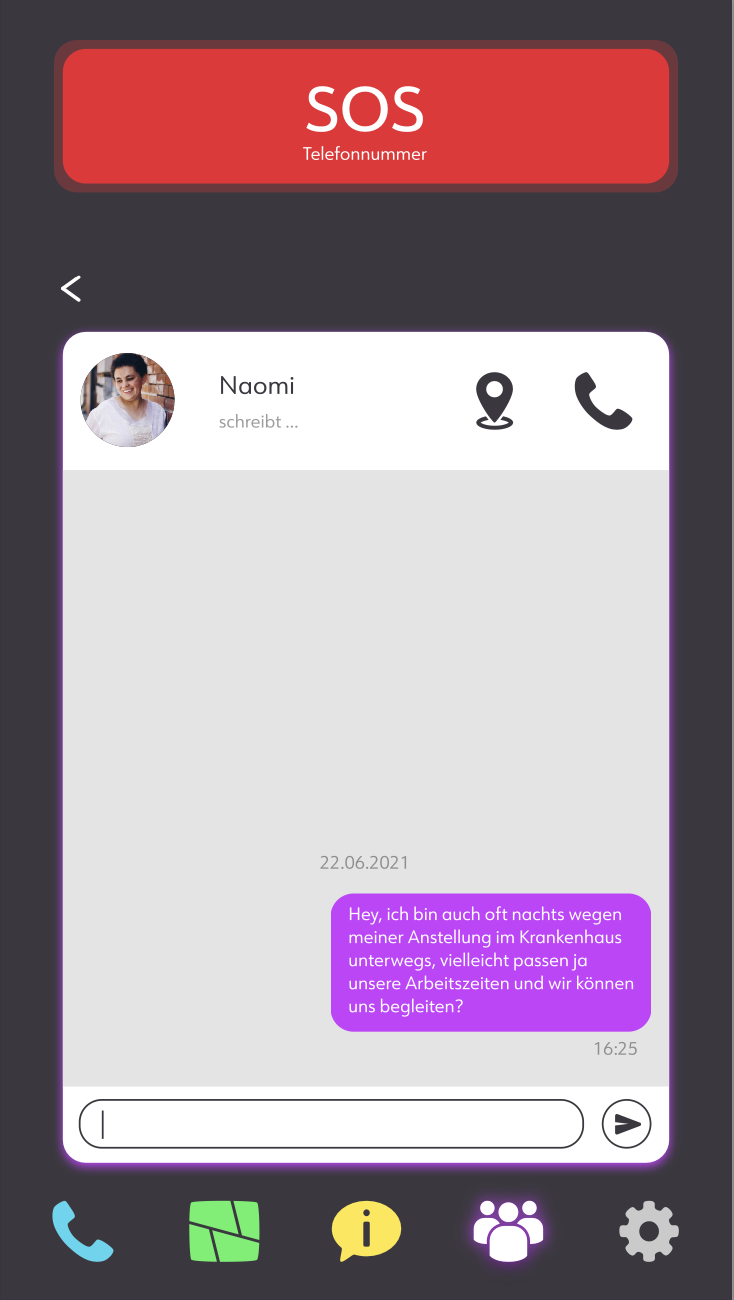 SOS
Telefonnummer
Naomi
schreibt ...
22.06.2021
Hey, ich bin auch oft nachts wegen
meiner Anstellung im Krankenhaus
unterwegs, vielleicht passen ja
unsere Arbeitszeiten und wir können
uns begleiten?
16:25
i